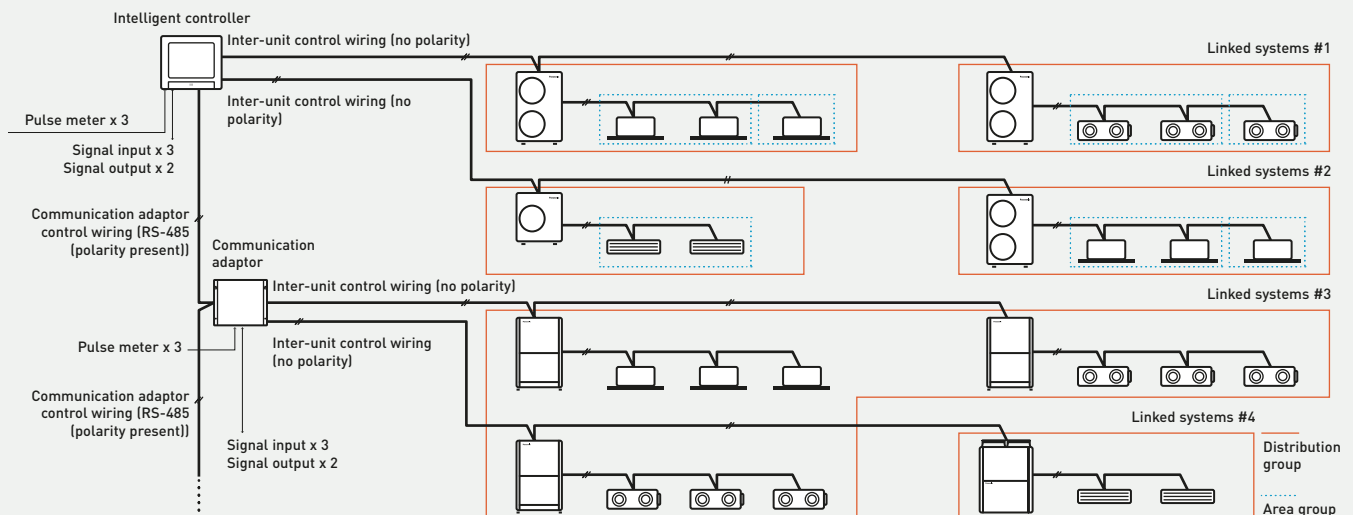 Intelligent controller
Inter-unit control wiring (no polarity)
Linked systems #1
Inter-unit control wiring (no
polarity)
Pulse meter x 3
Signal input x 3
Signal output x 2
Linked systems #2
Communication adaptor
control wiring (RS-485
(polarity present))
Communication
adaptor
Inter-unit control wiring (no polarity)
Linked systems #3
Inter-unit control wiring
(no polarity)
Pulse meter x 3
Communication adaptor
control wiring (RS-485
(polarity present))
Signal input x 3
Signal output x 2
Linked systems #4
Distribution
group
Area group